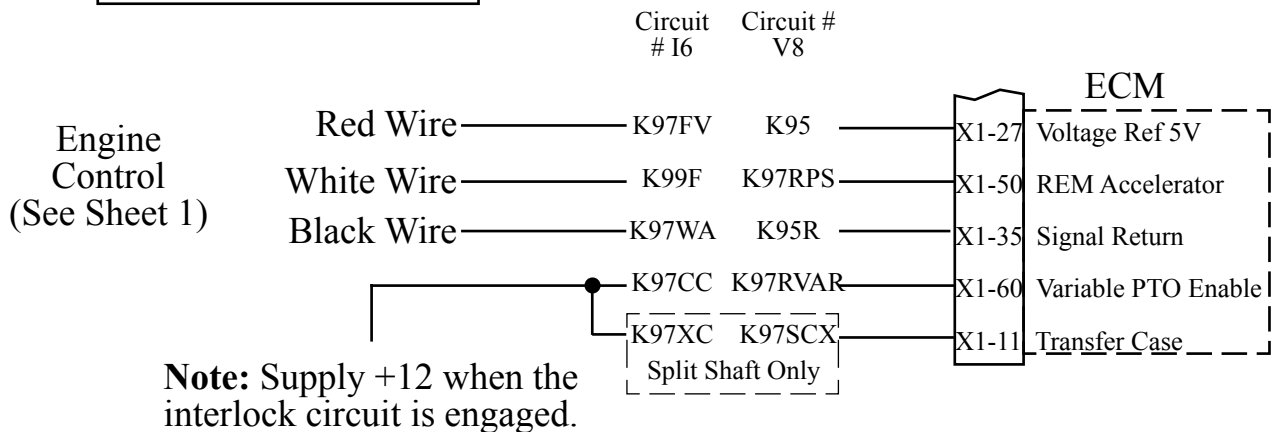 Circuit # I6
Circuit # V8
ECM
Engine Control (See Sheet 1)
Red Wire K97FV K95 X1-27 Voltage Ref 5V
White Wire K99F K97RPS X1-50 REM Accelerator
Black Wire K97WA K95R X1-35 Signal Return
K97CC K97RVAR X1-60 Variable PTO Enable
K97XC K97SCX X1-11 Transfer Case
Split Shaft Only
Note: Supply +12 when the
interlock circuit is engaged.